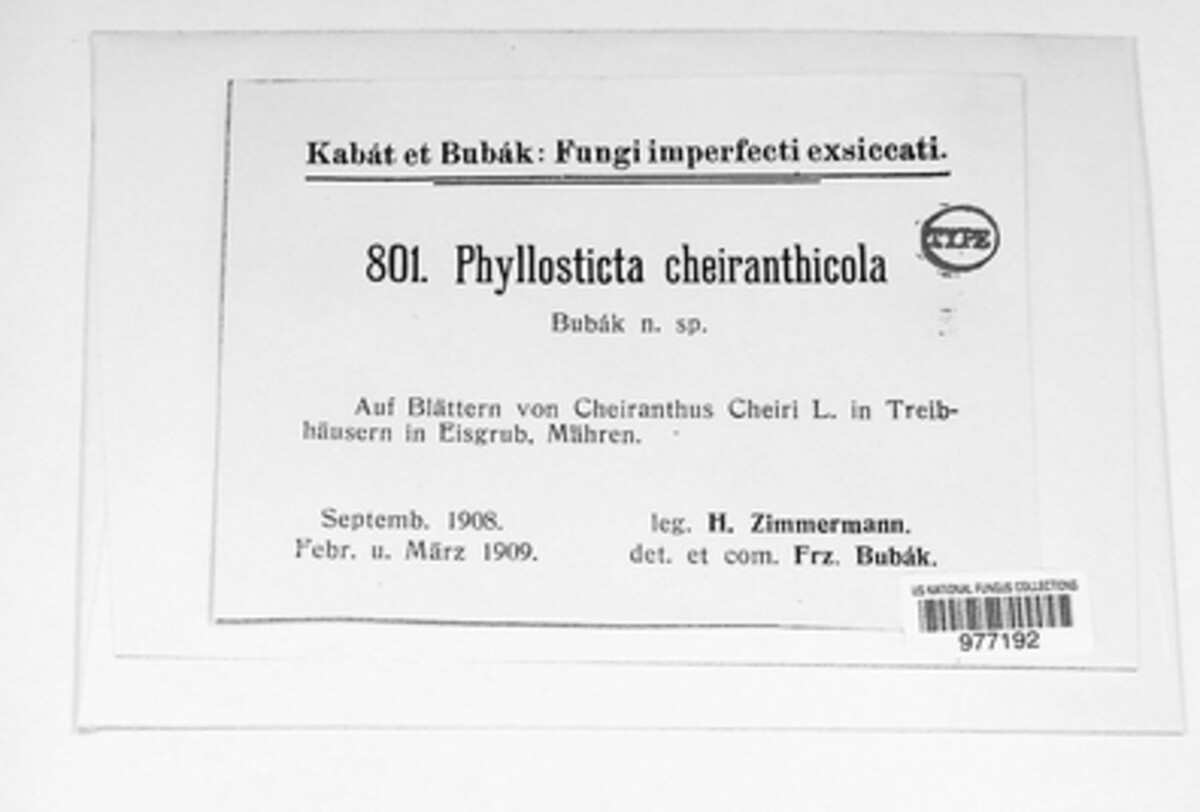 Kabát et Bubák: Fungi imperfecti exsiccati.
TYPE
801. Phyllosticta cheiranthicola
Bubák n. sp.
Auf Blättern von Cheiranthus Cheiri L. in Treib-
häusern in Eisgrub, Mähren.
Septemb. 1908.
Febr. u. März 1909.
leg. H. Zimmermann.
det. et com. Frz. Bubák.
US NATIONAL FUNGUS COLLECTIONS
977192